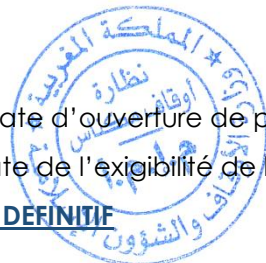 المملكة المغربية
نظارة
أوقاف
ate d’ouverture de p
te de l’exigibilité de l
DEFINITIF
والشؤون